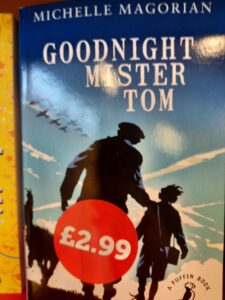 MICHELLE MAGORIAN
GOODNIGHT
MISTER
TOM
£2.99
A PUFFIN BOOK